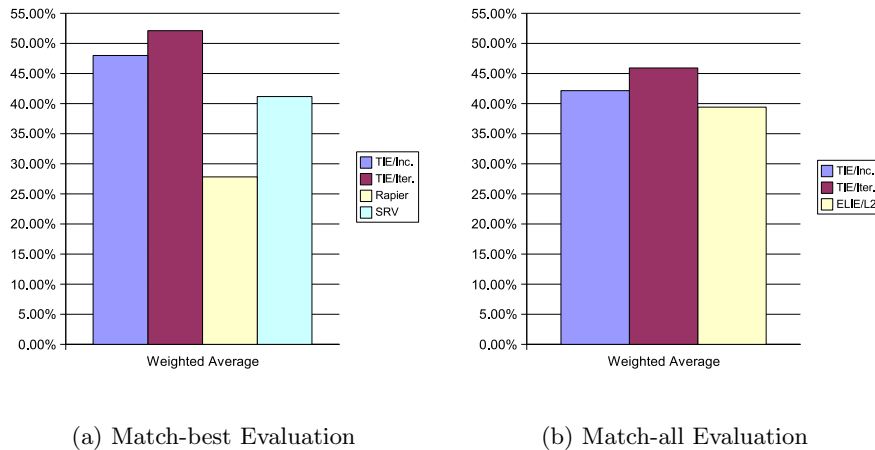 55.00%
50.00%
45.00%
40.00%
35.00%
30.00%
25.00%
20.00%
15.00%
10.00%
5.00%
0.00%
Weighted Average
TIE/Inc.
TIE/Iter.
Rapier
SRV
(a) Match-best Evaluation
55.00%
50.00%
45.00%
40.00%
35.00%
30.00%
25.00%
20.00%
15.00%
10.00%
5.00%
0.00%
Weighted Average
TIE/Inc.
TIE/Iter.
ELIE/L2
(b) Match-all Evaluation